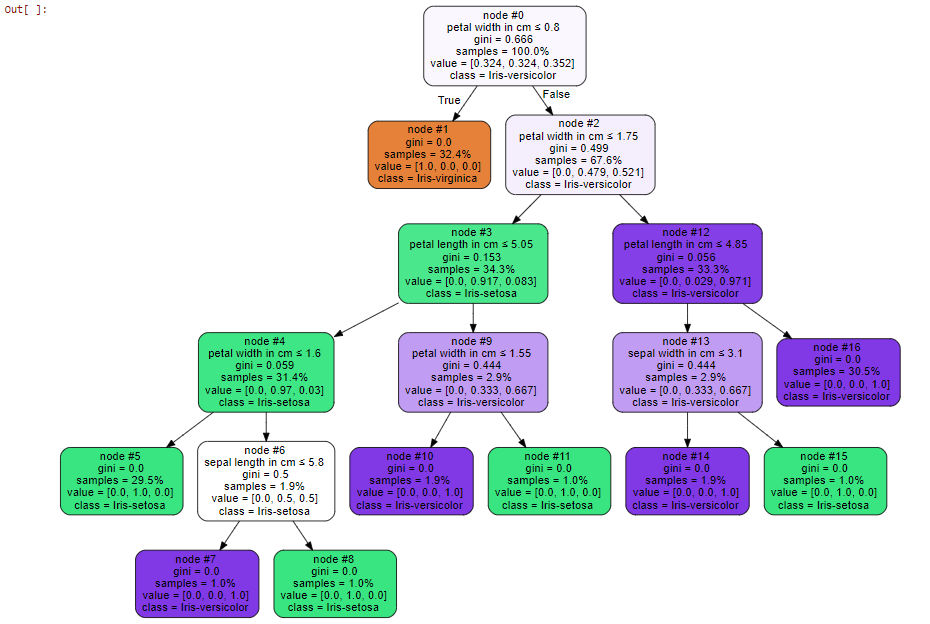 Out[ ]:
node #0
petal width in cm ≤ 0.8
gini = 0.666
samples = 100.0%
value = [0.324, 0.324, 0.352]
class = Iris-versicolor
True
False
node #1
gini = 0.0
samples = 32.4%
value = [1.0, 0.0, 0.0]
class = Iris-virginica
node #2
petal width in cm ≤ 1.75
gini = 0.499
samples = 67.6%
value = [0.0, 0.479, 0.521]
class = Iris-versicolor
node #3
petal length in cm ≤ 5.05
gini = 0.153
samples = 34.3%
value = [0.0, 0.917, 0.083]
class = Iris-setosa
node #12
petal length in cm ≤ 4.85
gini = 0.056
samples = 33.3%
value = [0.0, 0.029, 0.971]
class = Iris-versicolor
node #4
petal width in cm ≤ 1.6
gini = 0.059
samples = 31.4%
value = [0.0, 0.97, 0.03]
class = Iris-setosa
node #9
petal width in cm ≤ 1.55
gini = 0.444
samples = 2.9%
value = [0.0, 0.333, 0.667]
class = Iris-versicolor
node #13
sepal width in cm ≤ 3.1
gini = 0.444
samples = 2.9%
value = [0.0, 0.333, 0.667]
class = Iris-versicolor
node #16
gini = 0.0
samples = 30.5%
value = [0.0, 0.0, 1.0]
class = Iris-versicolor
node #5
gini = 0.0
samples = 29.5%
value = [0.0, 1.0, 0.0]
class = Iris-setosa
node #6
sepal length in cm ≤ 5.8
gini = 0.5
samples = 1.9%
value = [0.0, 0.5, 0.5]
class = Iris-setosa
node #10
gini = 0.0
samples = 1.9%
value = [0.0, 0.0, 1.0]
class = Iris-versicolor
node #11
gini = 0.0
samples = 1.0%
value = [0.0, 1.0, 0.0]
class = Iris-setosa
node #14
gini = 0.0
samples = 1.9%
value = [0.0, 0.0, 1.0]
class = Iris-versicolor
node #15
gini = 0.0
samples = 1.0%
value = [0.0, 1.0, 0.0]
class = Iris-setosa
node #7
gini = 0.0
samples = 1.0%
value = [0.0, 0.0, 1.0]
class = Iris-versicolor
node #8
gini = 0.0
samples = 1.0%
value = [0.0, 1.0, 0.0]
class = Iris-setosa